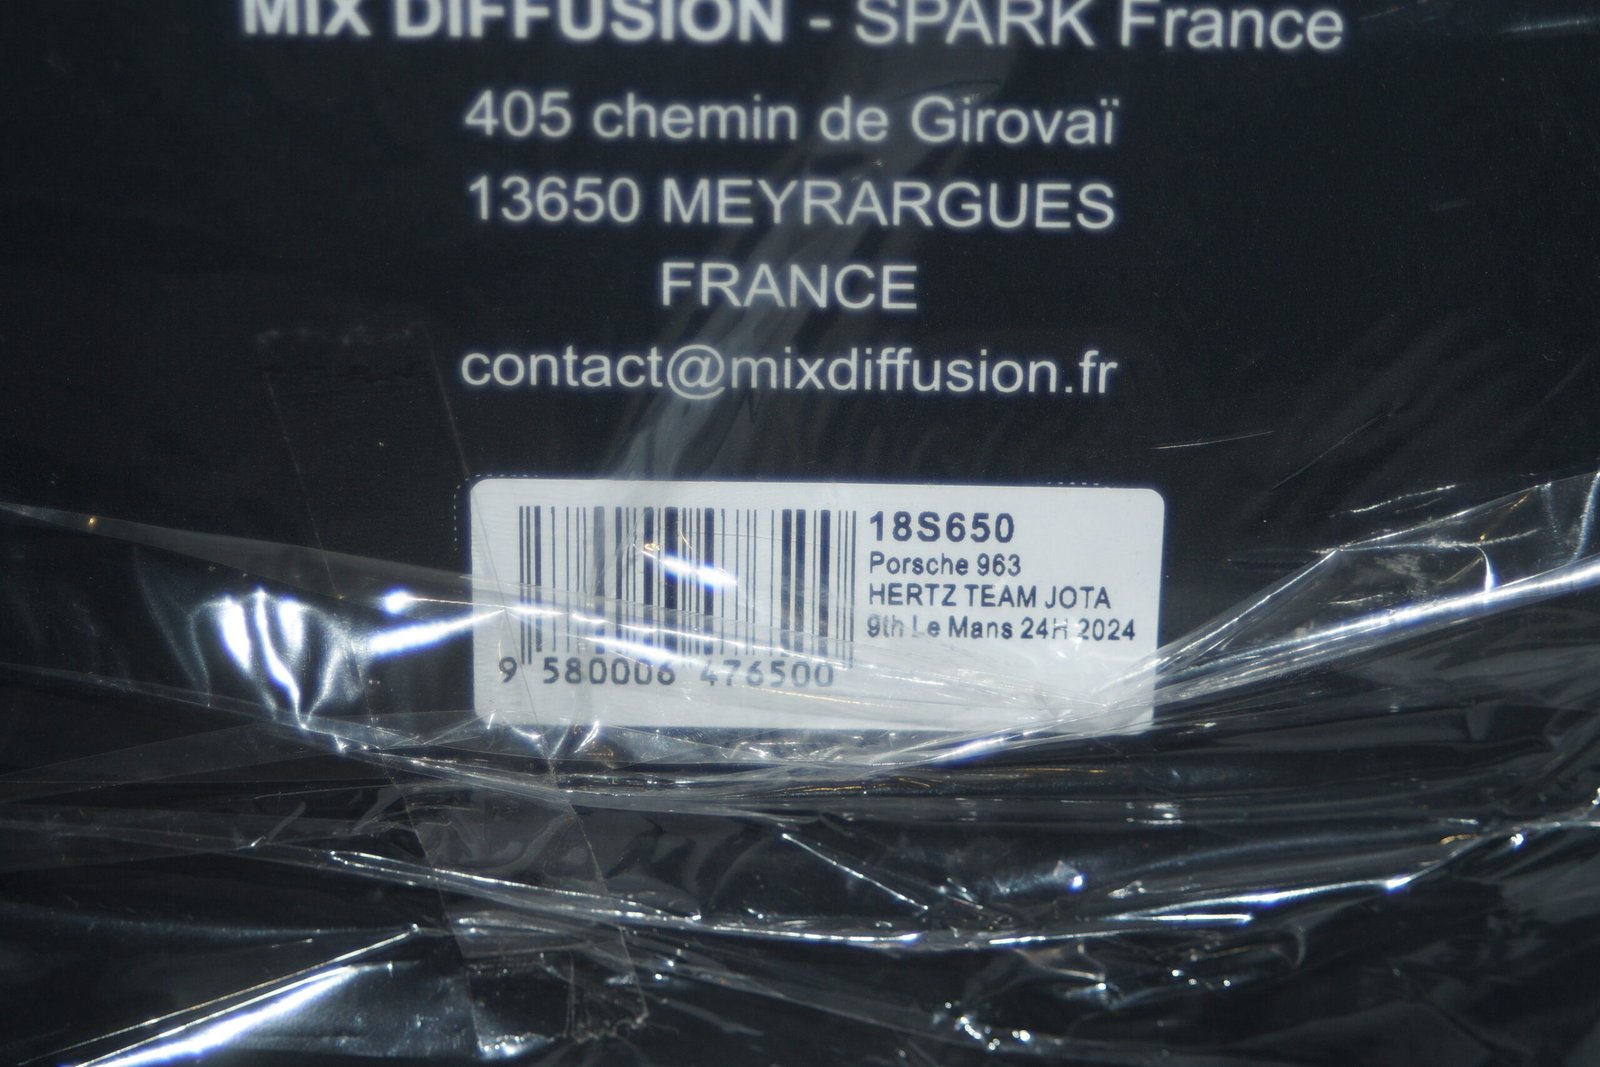 MIX DIFFUSION - SPARK France
405 chemin de Girovaï
13650 MEYRARGUES
FRANCE
contact@mixdiffusion.fr
18S650
Porsche 963
HERTZ TEAM JOTA
9th Le Mans 24H 2024
9 580006 476500